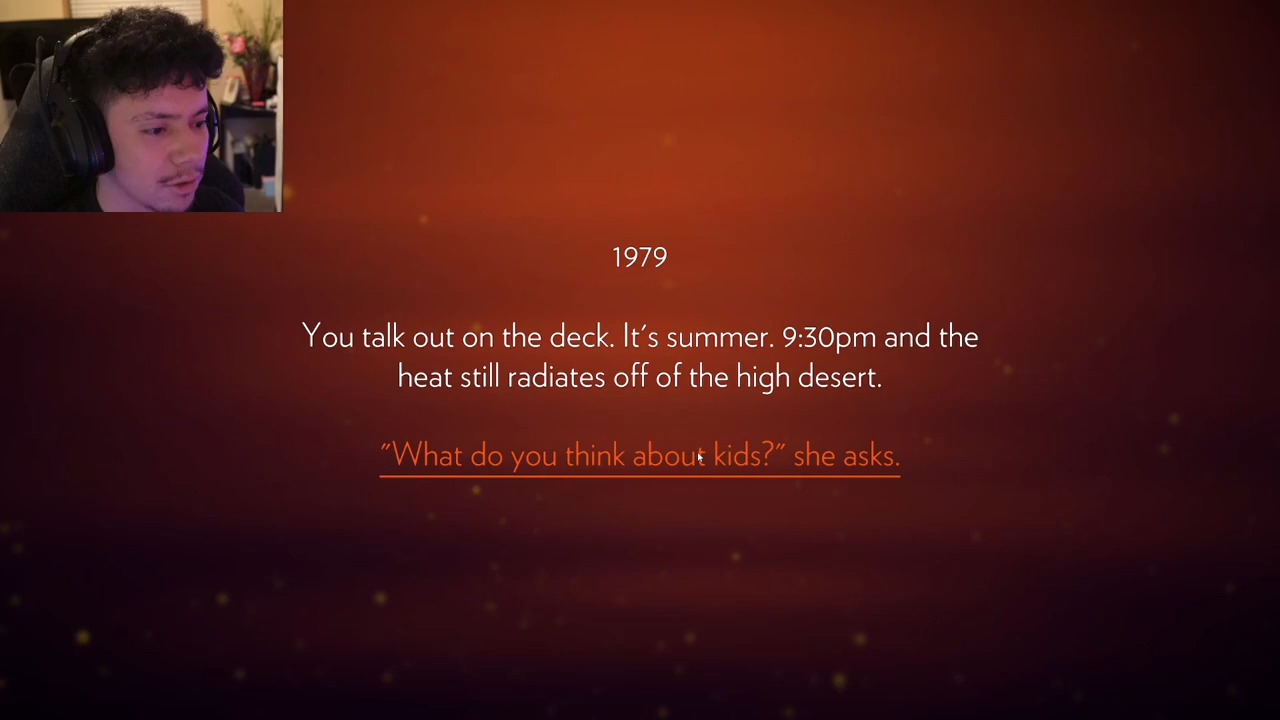 1979
You talk out on the deck. It's summer. 9:30pm and the
heat still radiates off of the high desert.
"What do you think about kids?" she asks.